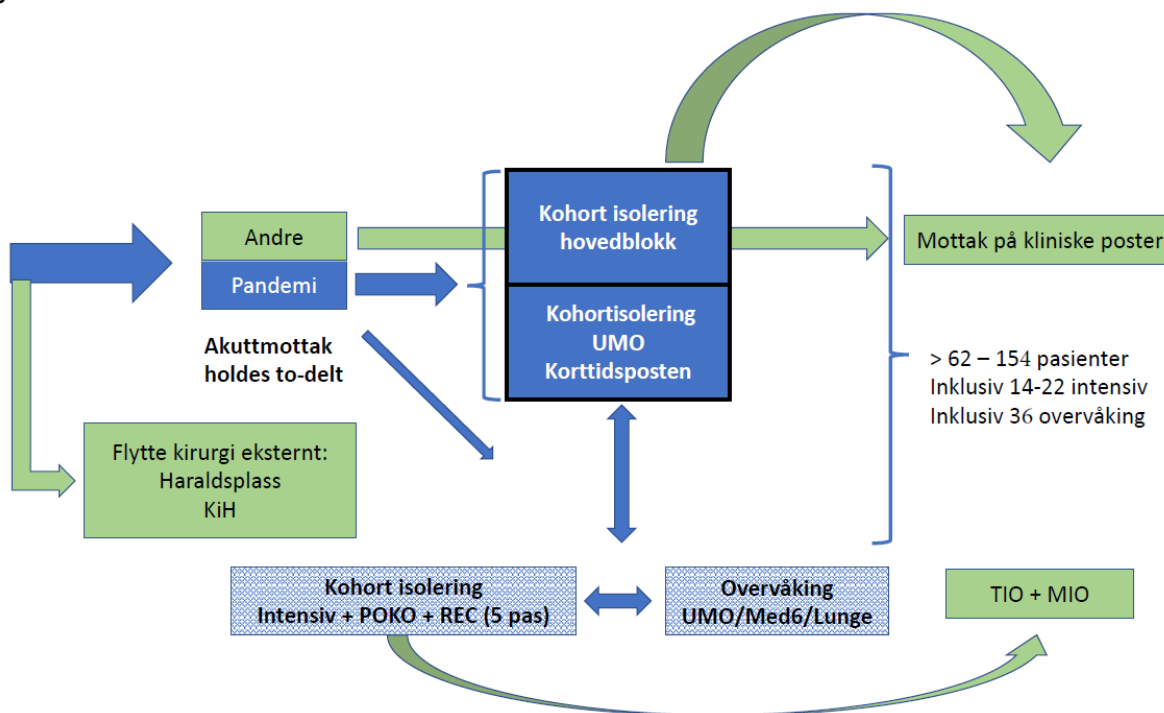 Kohort isolering
hovedblokk
Andre
Mottak på kliniske poster
Pandemi
Kohortisolering
UMO
Korttidsposten
Akuttmottak
holdes to-delt
> 62 – 154 pasienter
Inklusiv 14-22 intensiv
Inklusiv 36 overvåking
Flytte kirurgi eksternt:
Haraldsplass
KiH
Kohort isolering
Intensiv + POKO + REC (5 pas)
Overvåking
UMO/Med6/Lunge
TIO + MIO